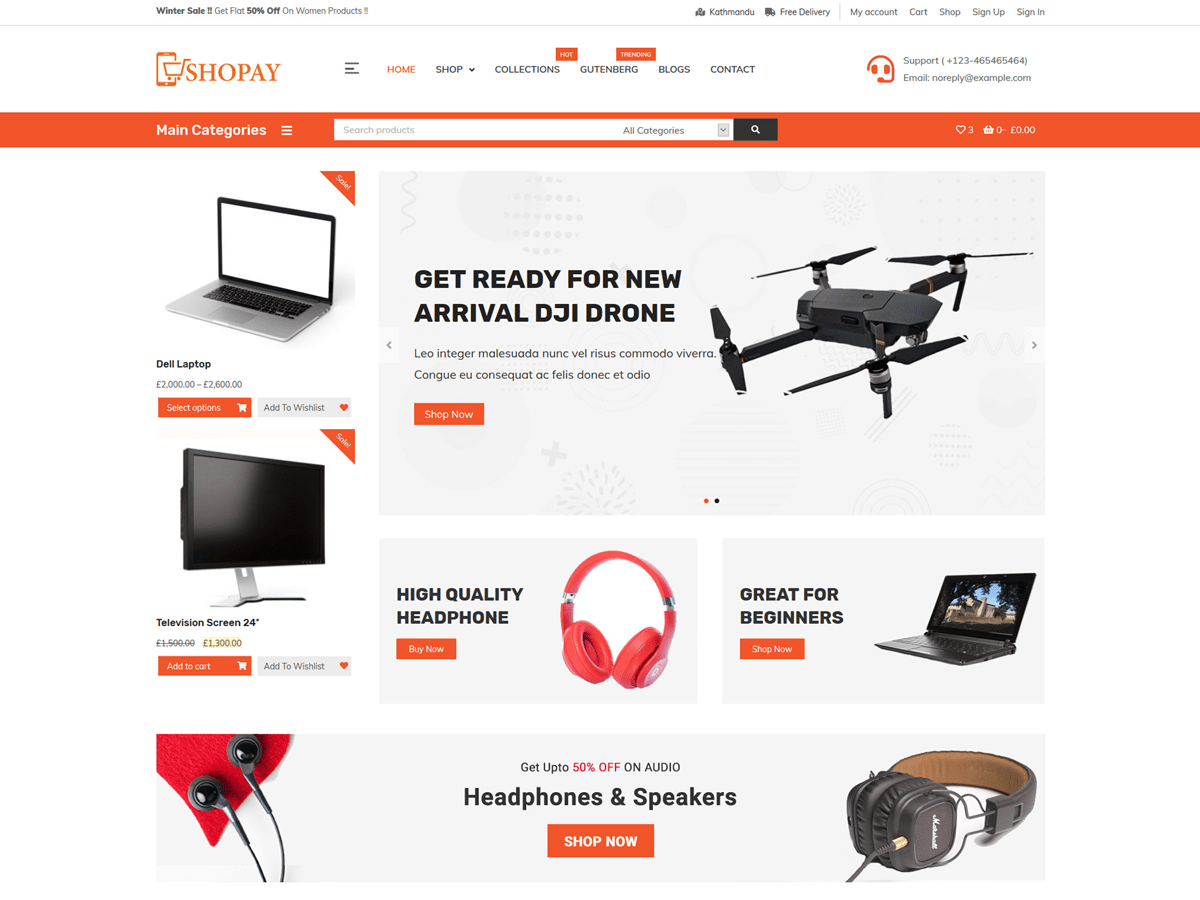 Winter Sale !! Get Flat 50% Off On Women Products !!
Kathmandu Free Delivery My account Cart Shop Sign Up Sign In
HOT TRENDING
SHOPAY
HOME SHOP COLLECTIONS GUTENBERG BLOGS CONTACT
Support ( +123-465465464)
Email: noreply@example.com
Main Categories
Search products
All Categories
3 0- £0.00
Sale!
Dell Laptop
£2,000.00 – £2,600.00
Select options
Add To Wishlist
Sale!
Television Screen 24"
£1,500.00 £1,300.00
Add to cart
Add To Wishlist
GET READY FOR NEW
ARRIVAL DJI DRONE
Leo integer malesuada nunc vel risus commodo viverra.
Congue eu consequat ac felis donec et odio
Shop Now
HIGH QUALITY
HEADPHONE
Buy Now
GREAT FOR
BEGINNERS
Shop Now
Get Upto 50% OFF ON AUDIO
Headphones & Speakers
SHOP NOW
Marshall